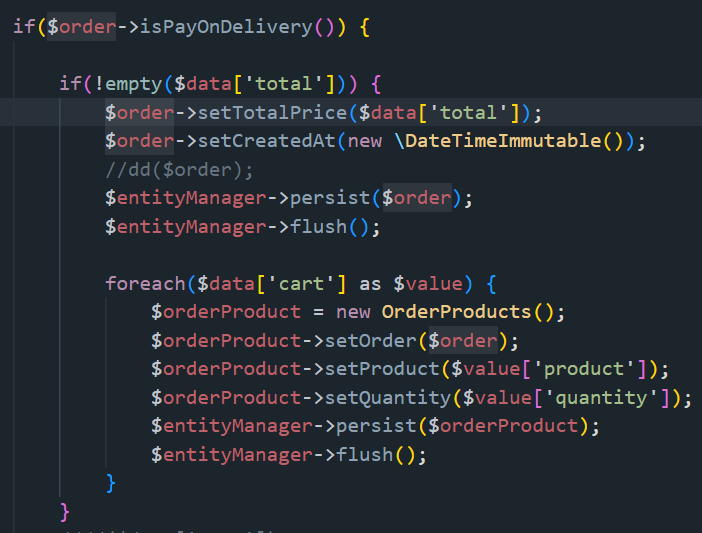 if($order->isPayOnDelivery()) {
if(!empty($data['total'])) {
$order->setTotalPrice($data['total']);
$order->setCreatedAt(new \DateTimeImmutable());
//dd($order);
$entityManager->persist($order);
$entityManager->flush();
foreach($data['cart'] as $value) {
$orderProduct = new OrderProducts();
$orderProduct->setOrder($order);
$orderProduct->setProduct($value['product']);
$orderProduct->setQuantity($value['quantity']);
$entityManager->persist($orderProduct);
$entityManager->flush();
}
}